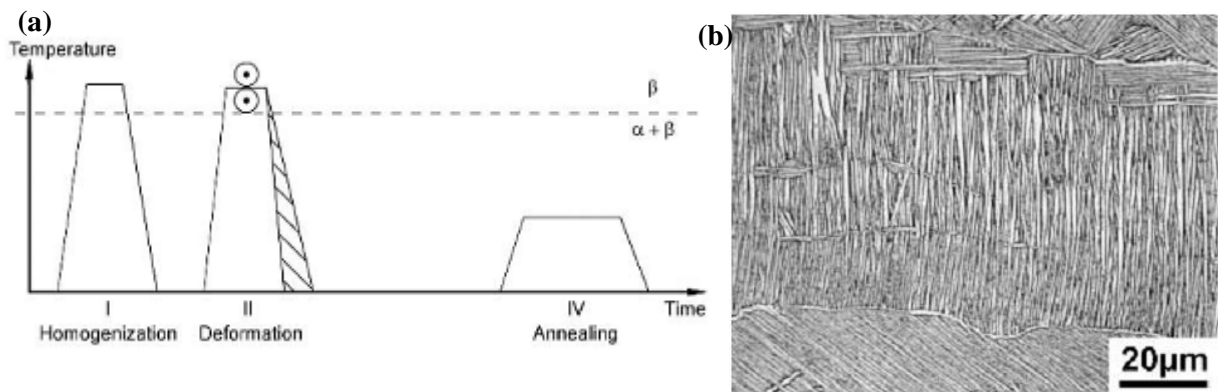 (a)
Temperature
β
α + β
I
Homogenization
II
Deformation
IV
Annealing
Time
(b)
20μm